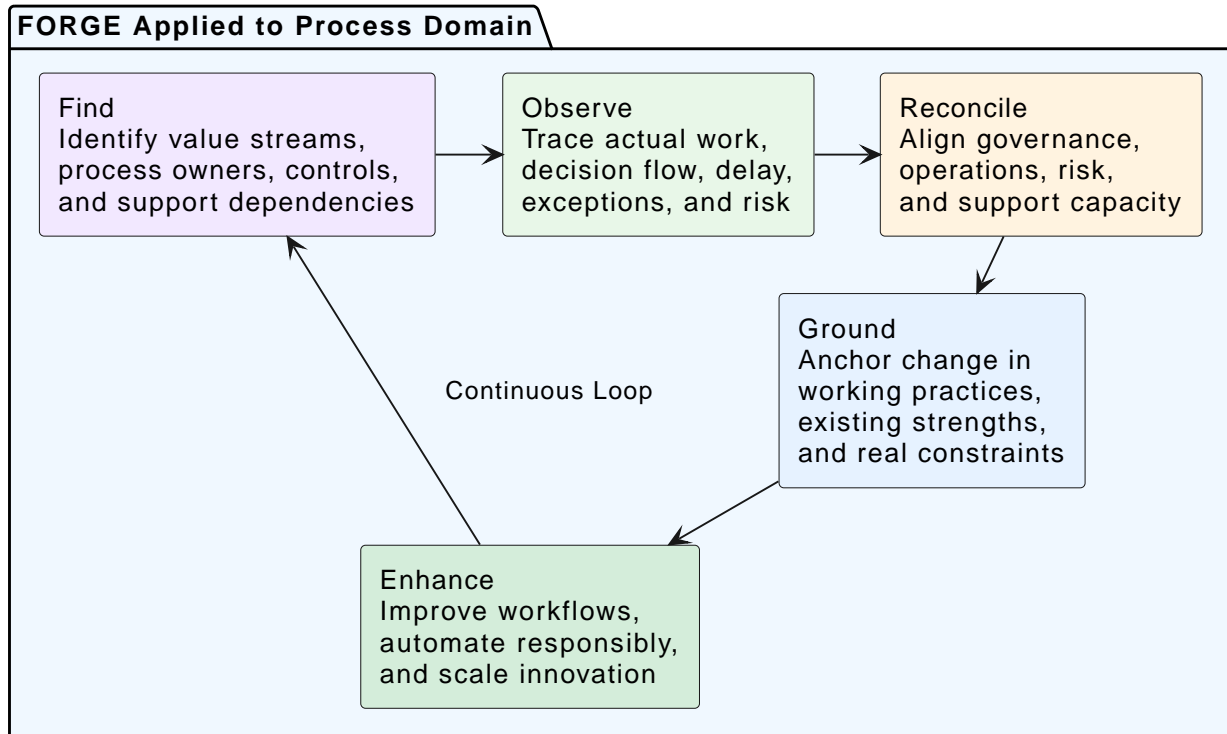 FORGE Applied to Process Domain
Find
Identify value streams,
process owners, controls,
and support dependencies
Observe
Trace actual work,
decision flow, delay,
exceptions, and risk
Reconcile
Align governance,
operations, risk,
and support capacity
Ground
Anchor change in
working practices,
existing strengths,
and real constraints
Continuous Loop
Enhance
Improve workflows,
automate responsibly,
and scale innovation